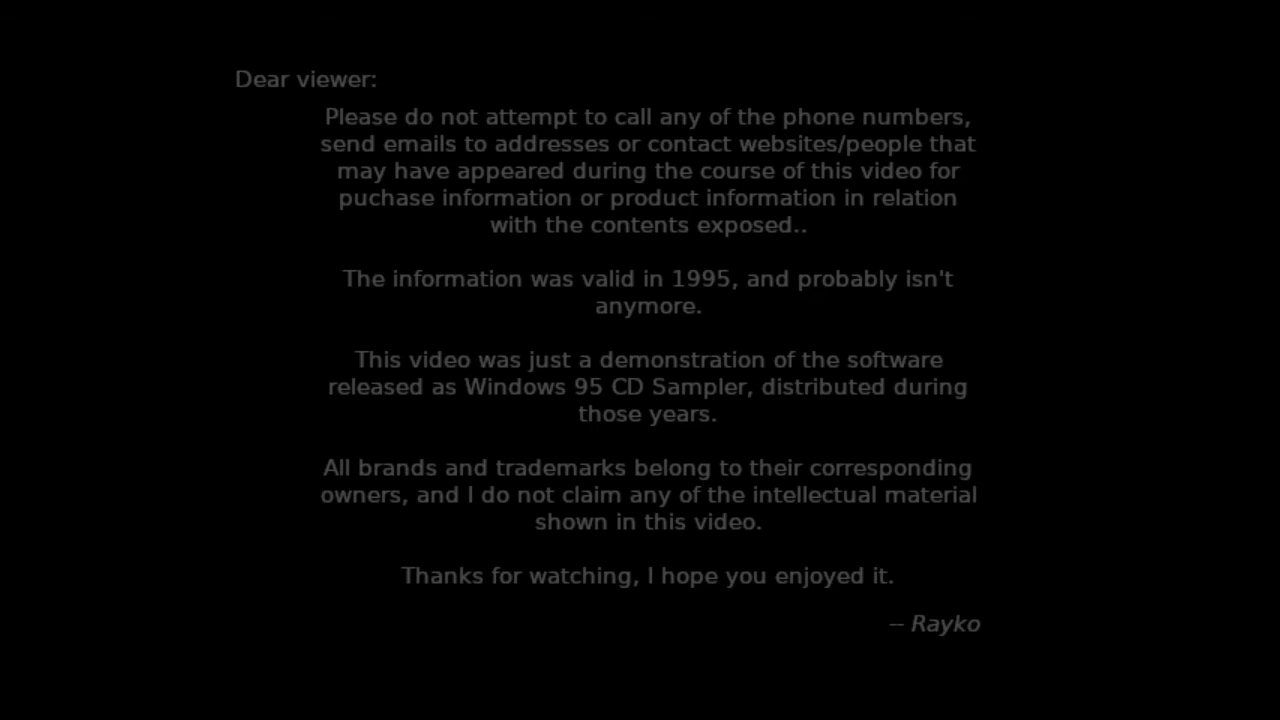 Dear viewer:
Please do not attempt to call any of the phone numbers,
send emails to addresses or contact websites/people that
may have appeared during the course of this video for
puchase information or product information in relation
with the contents exposed..
The information was valid in 1995, and probably isn't
anymore.
This video was just a demonstration of the software
released as Windows 95 CD Sampler, distributed during
those years.
All brands and trademarks belong to their corresponding
owners, and I do not claim any of the intellectual material
shown in this video.
Thanks for watching, I hope you enjoyed it.
-- Rayko